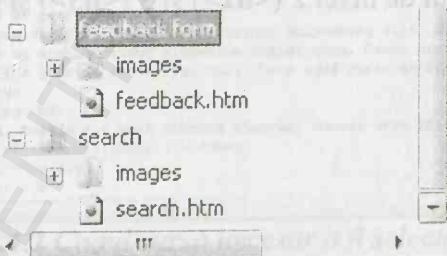 feedback form
images
feedback.htm
search
images
search.htm